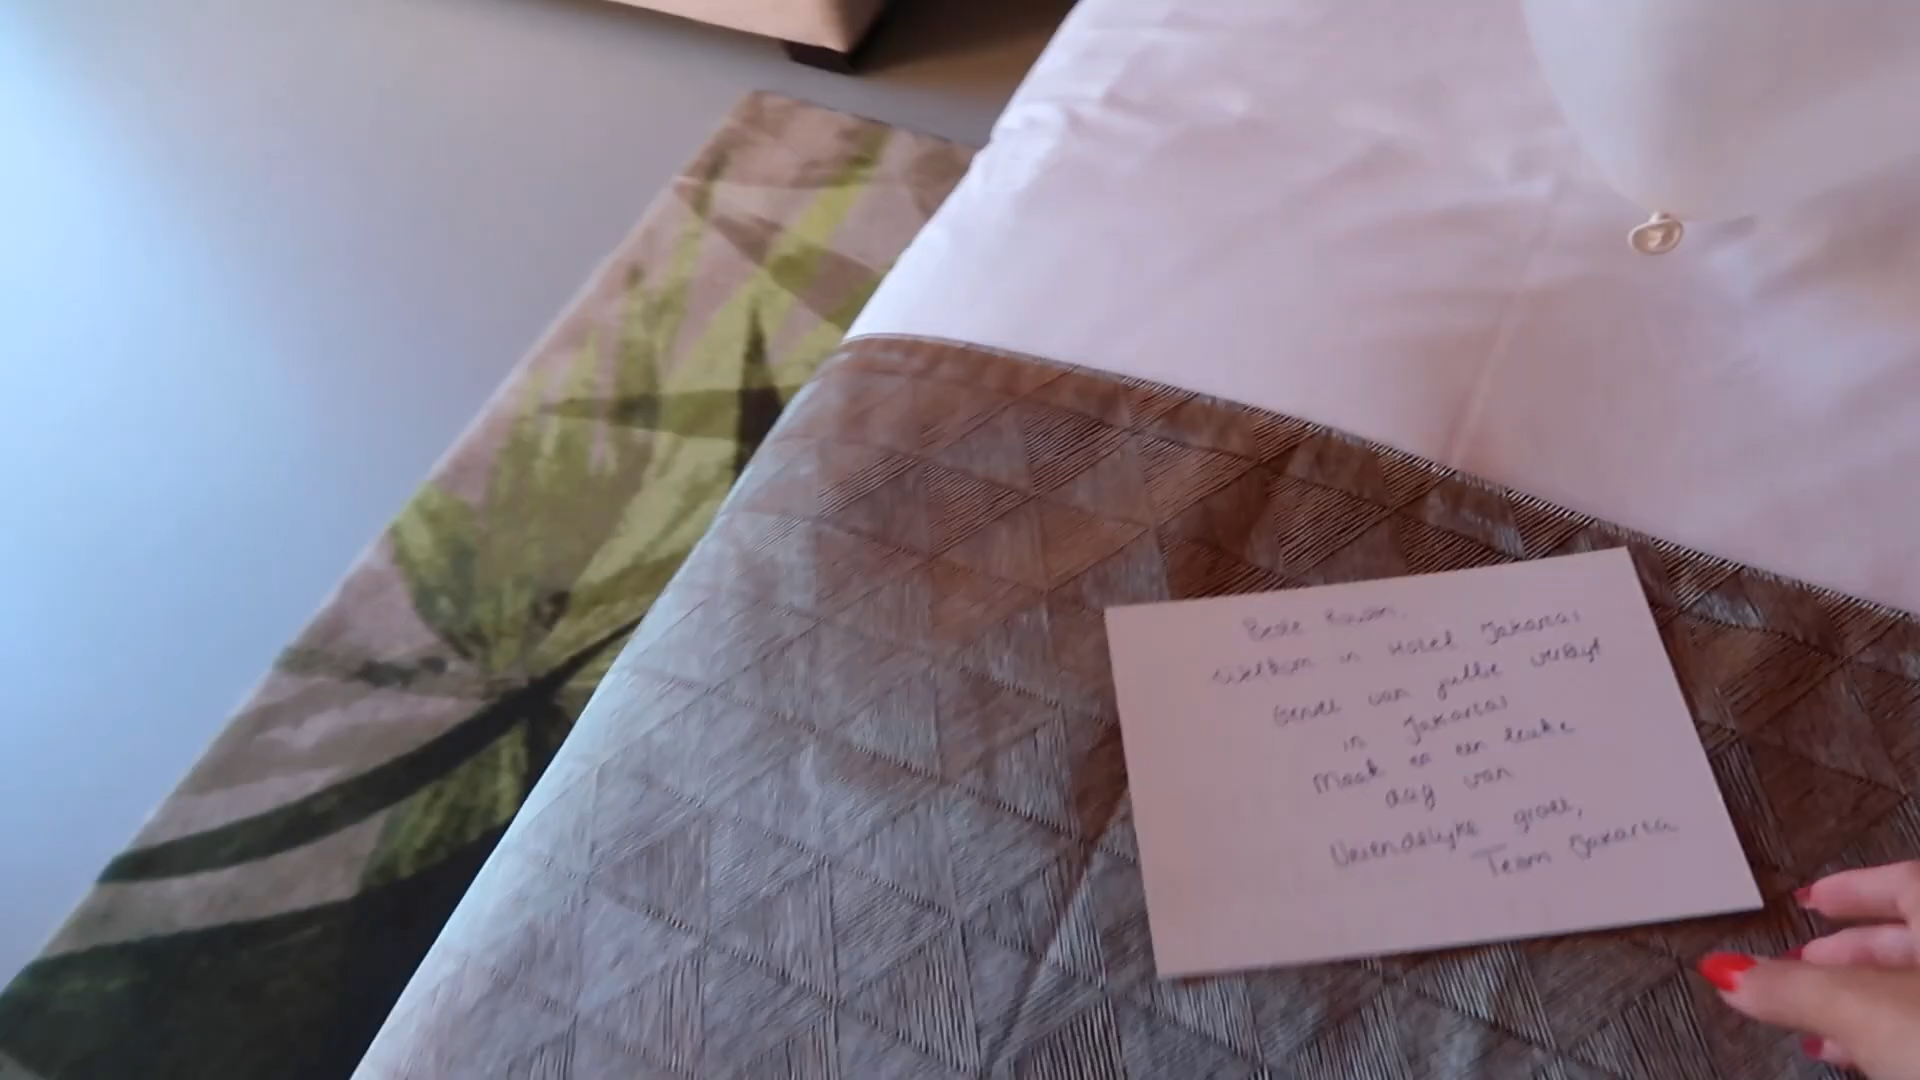 Beste Rowan,
Welkom in Hotel Jakarta!
Geniet van jullie verblijf
in Jakarta!
Maak er een leuke
dag van
Vriendelijke groet,
Team Jakarta